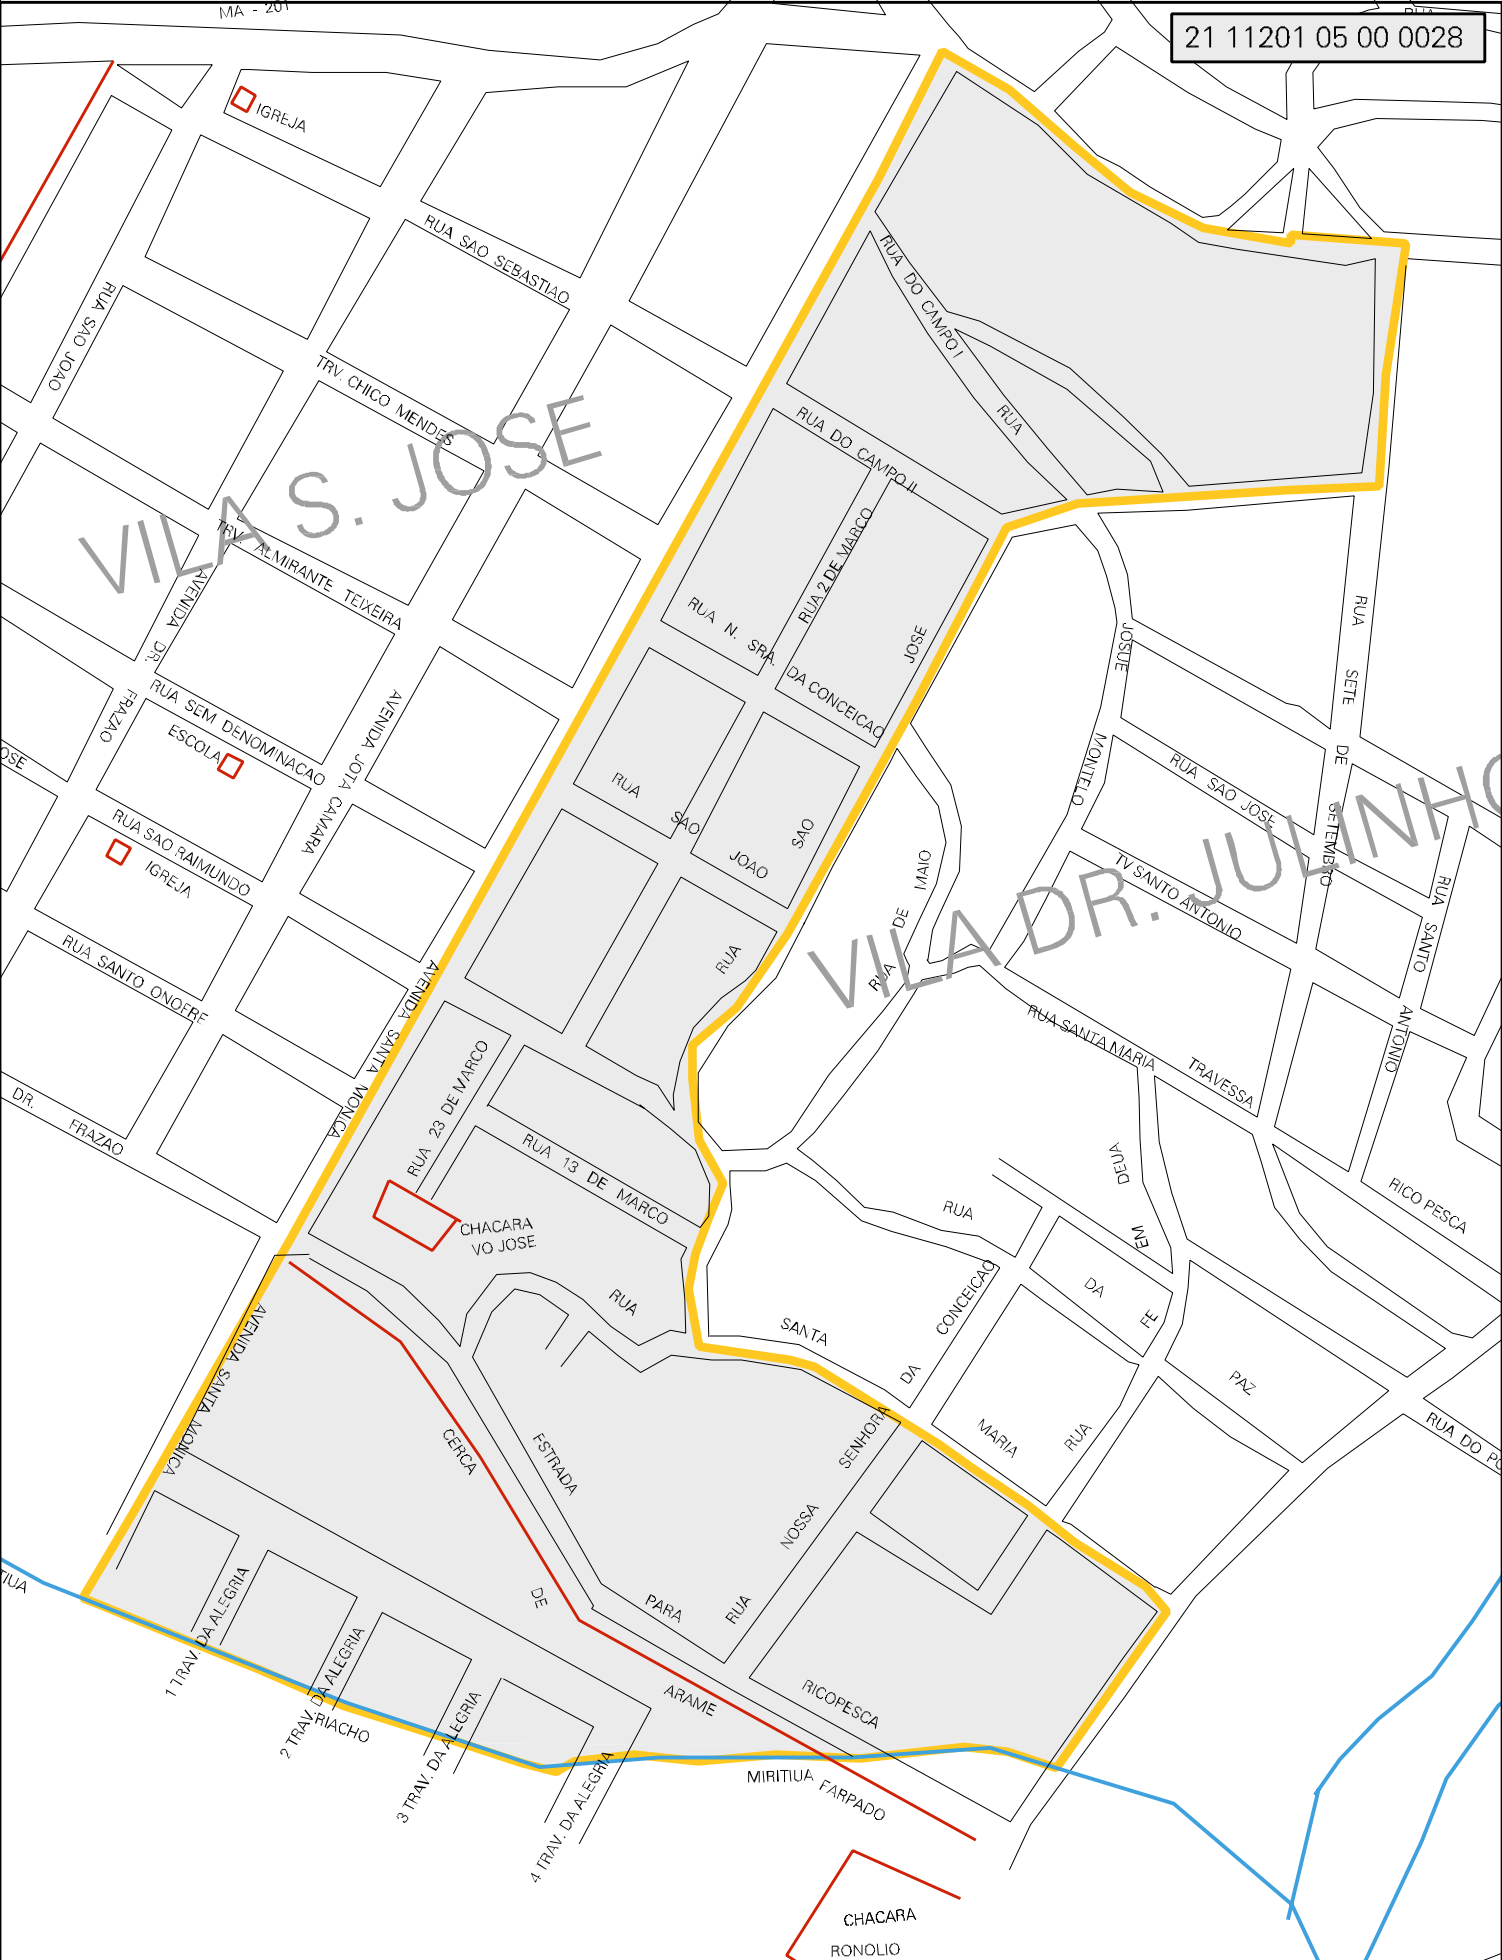 MA - 201
21 11201 05 00 0028
IGREJA
RUA SAO SEBASTIAO
RUA DO CAMPO I
RUA SAO JOAO
TRV. CHICO MENDES
VILA S. JOSE
RUA
RUA DO CAMPO II
TRV. ALMIRANTE TEIXEIRA
RUA 2 DE MARCO
AVENIDA DR. FRAZAO
RUA N. SRA. DA CONCEICAO
RUA SAO JOSE
JOSUE MONTELO
RUA SETE DE SETEMBRO
RUA SEM DENOMINACAO
ESCOLA
AVENIDA JOTA CAMARA
OSE
RUA SAO JOAO
RUA SAO JOSE
VILA DR. JULINHO
RUA SAO RAIMUNDO
IGREJA
RUA DE MAIO
TV SANTO ANTONIO
RUA SANTO ANTONIO
RUA SANTO ONOFRE
AVENIDA SANTA MONICA
RUA SANTA MARIA
TRAVESSA
DR. FRAZAO
RUA 23 DE MARCO
RUA 13 DE MARCO
CHACARA
VO JOSE
RUA
RUA SANTA MARIA
DEUA
EM
RICO PESCA
RUA DA PAZ
FE
RUA NOSSA SENHORA DA CONCEICAO
RUA DO PO
AVENIDA SANTA MONICA
CERCA DE ARAME FARPADO
ESTRADA PARA RICOPESCA
TIUA
1 TRAV. DA ALEGRIA
2 TRAV. DA ALEGRIA
3 TRAV. DA ALEGRIA
4 TRAV. DA ALEGRIA
RIACHO
MIRITIUA
CHACARA
RONOLIO